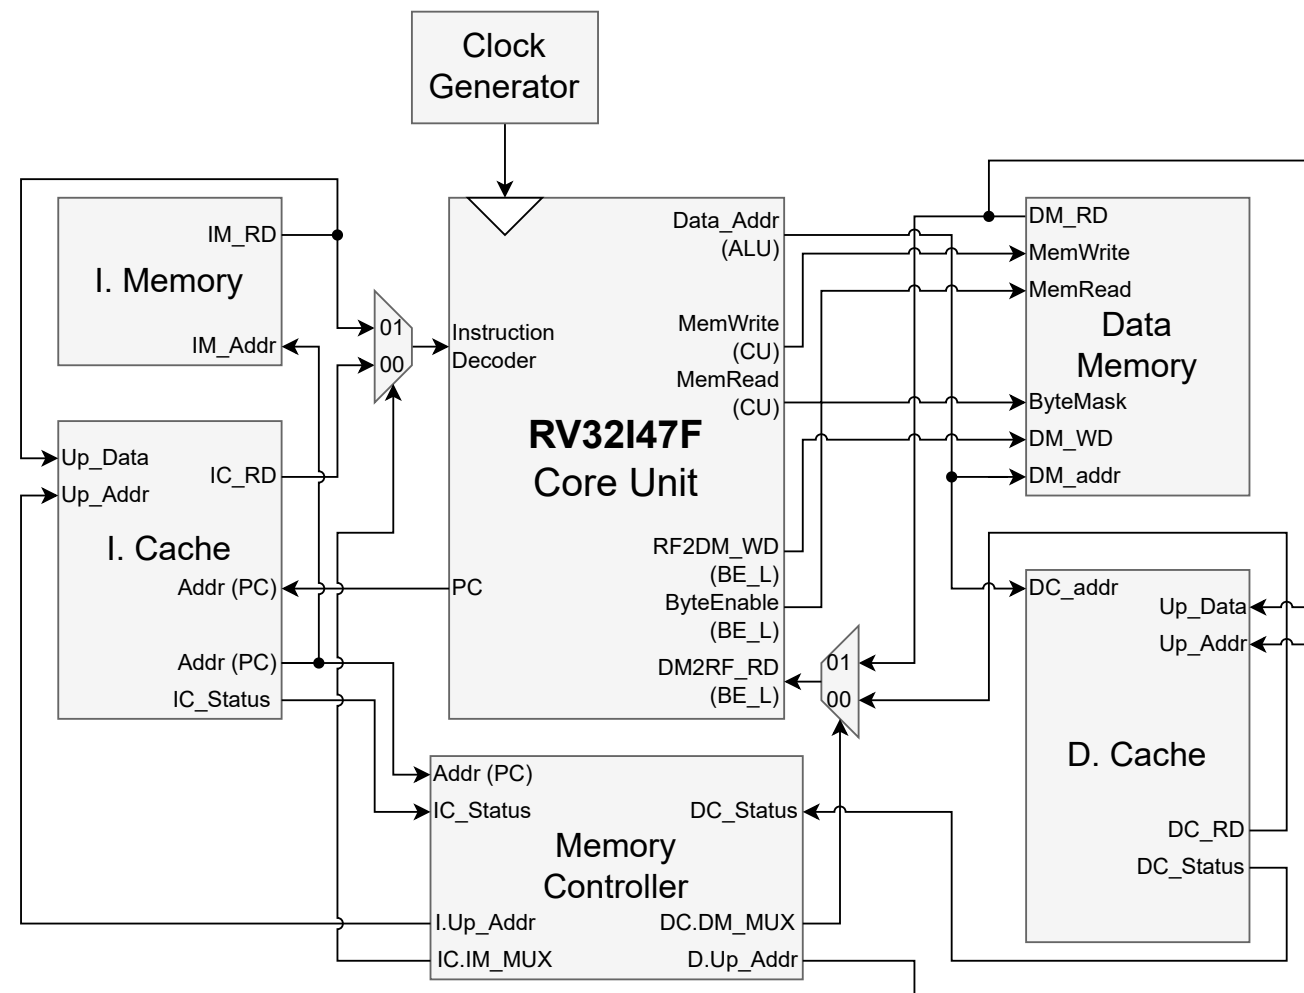 Clock
Generator
IM_RD
I. Memory
IM_Addr
01
00
Up_Data
Up_Addr
IC_RD
I. Cache
Addr (PC)
Addr (PC)
IC_Status
Instruction
Decoder
PC
RV32I47F
Core Unit
Data_Addr
(ALU)
MemWrite
(CU)
MemRead
(CU)
RF2DM_WD
(BE_L)
ByteEnable
(BE_L)
DM2RF_RD
(BE_L)
01
00
DM_RD
MemWrite
MemRead
Data
Memory
ByteMask
DM_WD
DM_addr
DC_addr
Up_Data
Up_Addr
D. Cache
DC_RD
DC_Status
Addr (PC)
IC_Status
DC_Status
Memory
Controller
I.Up_Addr
IC.IM_MUX
DC.DM_MUX
D.Up_Addr